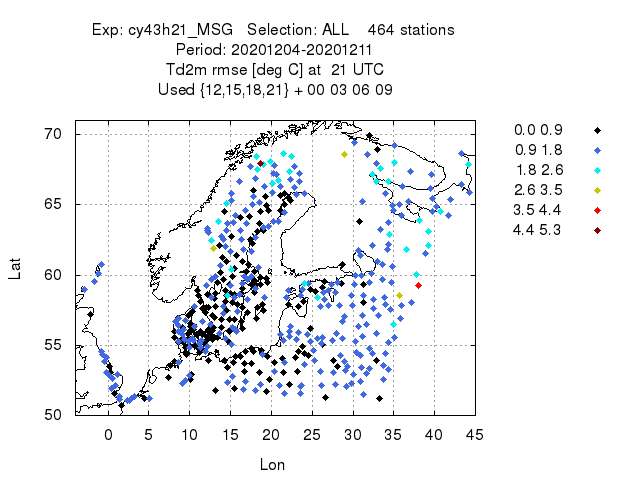 Exp: cy43h21_MSG Selection: ALL 464 stations
Period: 20201204-20201211
Td2m rmse [deg C] at 21 UTC
Used {12,15,18,21} + 00 03 06 09
70
65
60
55
50
Lat
0 5 10 15 20 25 30 35 40 45
Lon
0.0 0.9
0.9 1.8
1.8 2.6
2.6 3.5
3.5 4.4
4.4 5.3